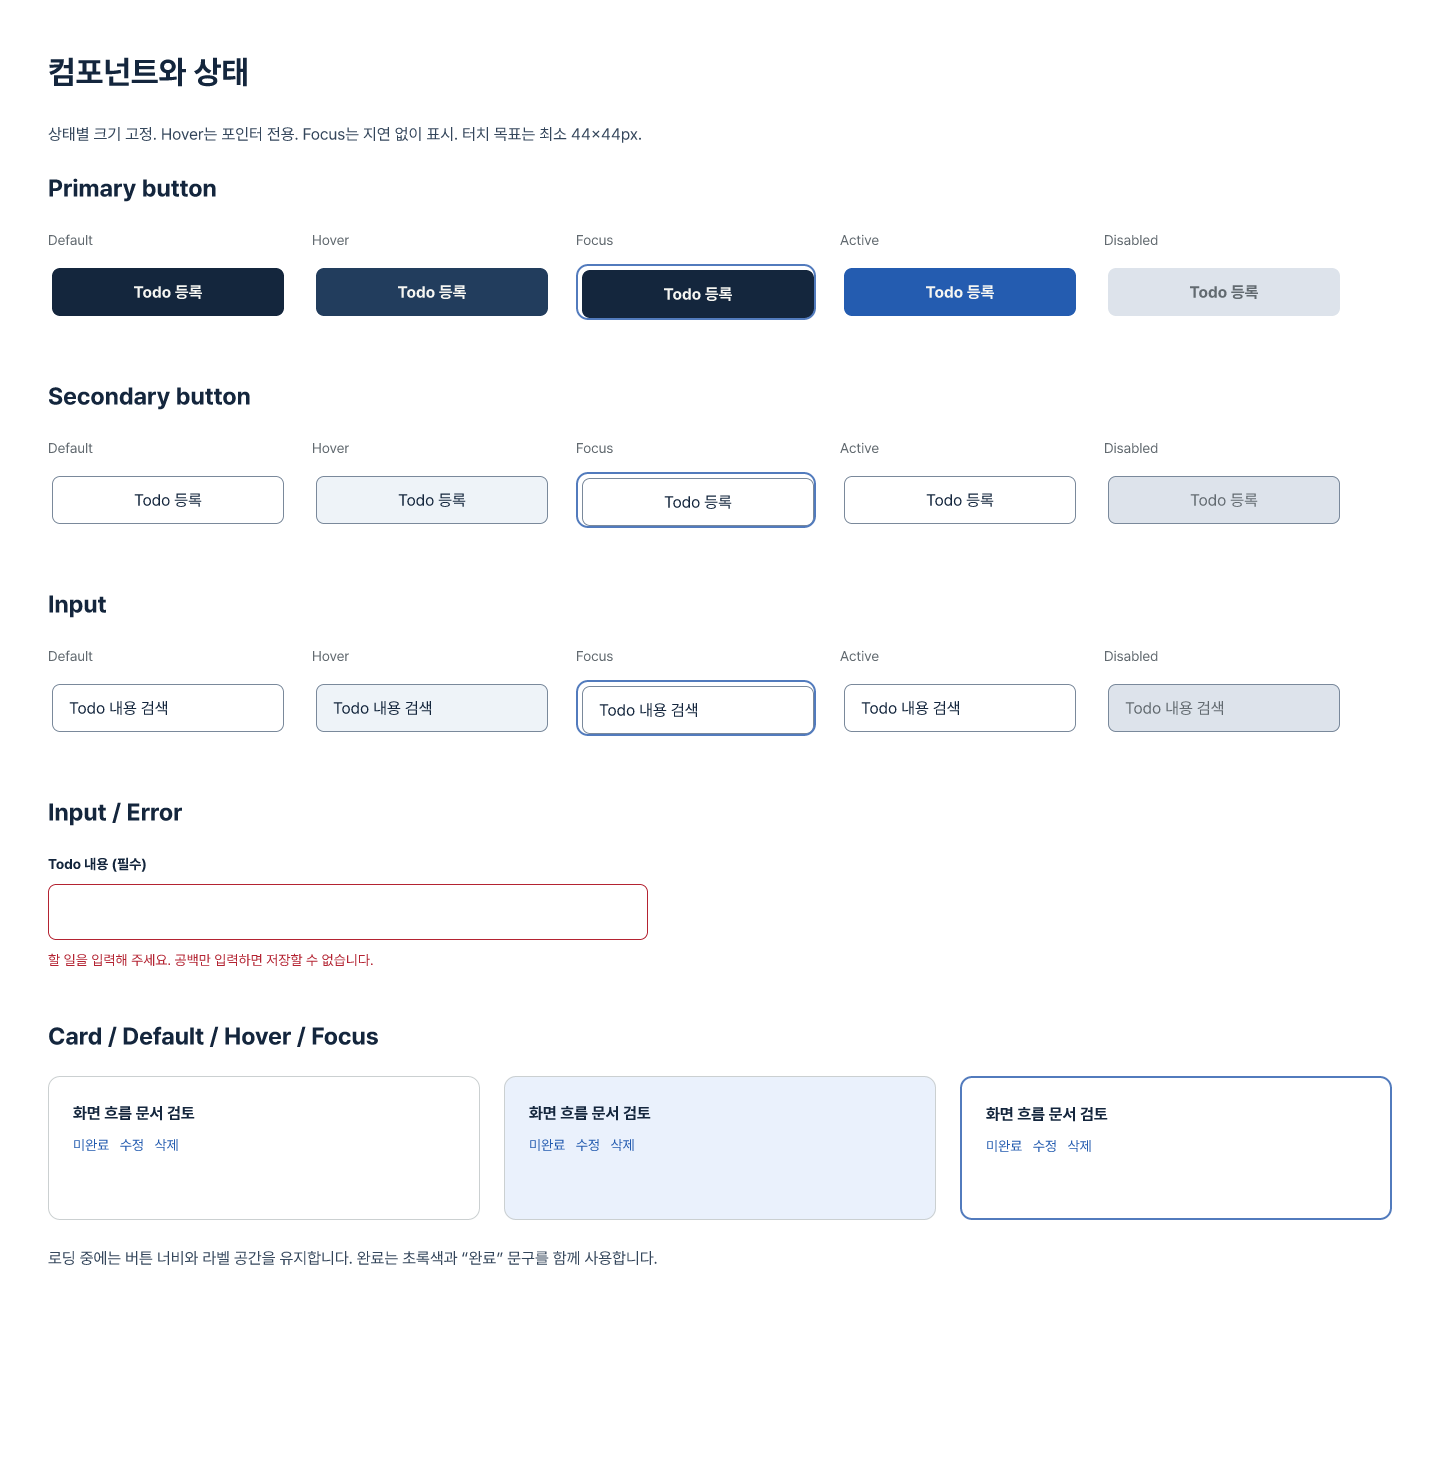 컴포넌트와 상태
상태별 크기 고정. Hover는 포인터 전용. Focus는 지연 없이 표시. 터치 목표는 최소 44×44px.
Primary button
Default Hover Focus Active Disabled
Todo 등록 Todo 등록 Todo 등록 Todo 등록 Todo 등록
Secondary button
Default Hover Focus Active Disabled
Todo 등록 Todo 등록 Todo 등록 Todo 등록 Todo 등록
Input
Default Hover Focus Active Disabled
Todo 내용 검색 Todo 내용 검색 Todo 내용 검색 Todo 내용 검색 Todo 내용 검색
Input / Error
Todo 내용 (필수)
할 일을 입력해 주세요. 공백만 입력하면 저장할 수 없습니다.
Card / Default / Hover / Focus
화면 흐름 문서 검토 화면 흐름 문서 검토 화면 흐름 문서 검토
미완료 수정 삭제 미완료 수정 삭제 미완료 수정 삭제
로딩 중에는 버튼 너비와 라벨 공간을 유지합니다. 완료는 초록색과 “완료” 문구를 함께 사용합니다.